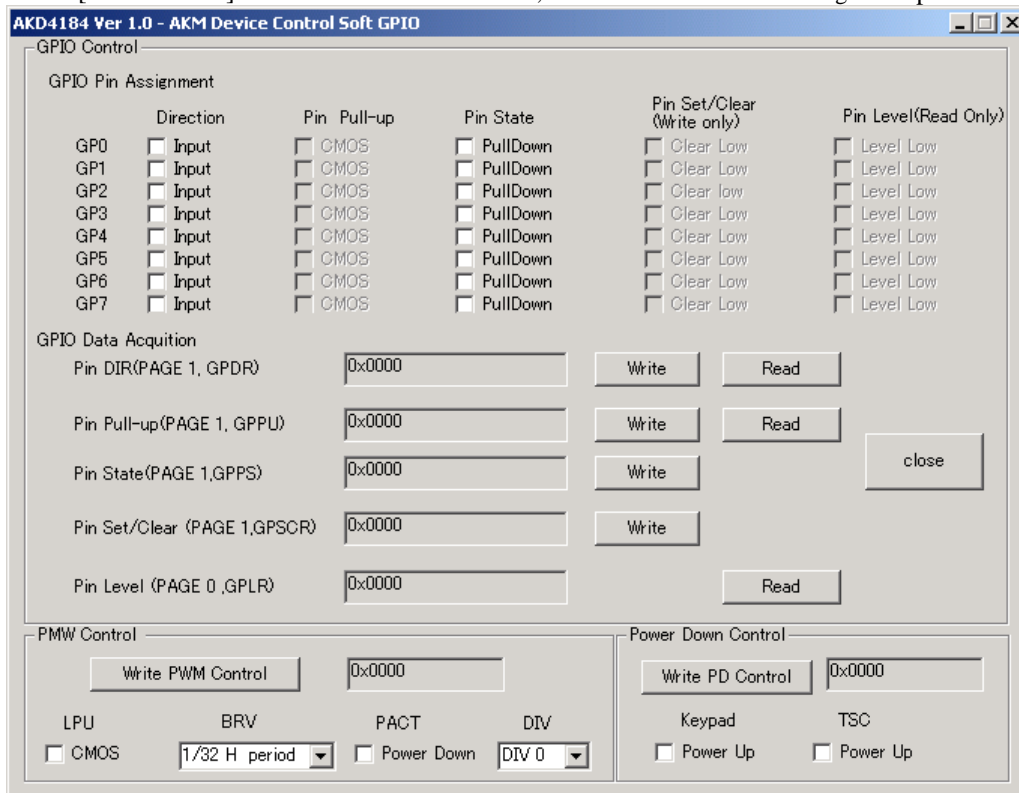 AKD4184 Ver 1.0 - AKM Device Control Soft GPIO
GPIO Control
GPIO Pin Assignment
Direction Pin Pull-up Pin State Pin Set/Clear (Write only) Pin Level(Read Only)
GP0 Input CMOS PullDown Clear Low Level Low
GP1 Input CMOS PullDown Clear Low Level Low
GP2 Input CMOS PullDown Clear low Level Low
GP3 Input CMOS PullDown Clear Low Level Low
GP4 Input CMOS PullDown Clear Low Level Low
GP5 Input CMOS PullDown Clear Low Level Low
GP6 Input CMOS PullDown Clear Low Level Low
GP7 Input CMOS PullDown Clear Low Level Low
GPIO Data Acquition
Pin DIR(PAGE 1, GPDR) 0x0000 Write Read
Pin Pull-up(PAGE 1, GPPU) 0x0000 Write Read
close
Pin State(PAGE 1,GPPS) 0x0000 Write
Pin Set/Clear (PAGE 1,GPSCR) 0x0000 Write
Pin Level (PAGE 0 ,GPLR) 0x0000 Read
PMW Control
Write PWM Control 0x0000
LPU BRV PACT DIV
CMOS 1/32 H period Power Down DIV 0
Power Down Control
Write PD Control 0x0000
Keypad TSC
Power Up Power Up